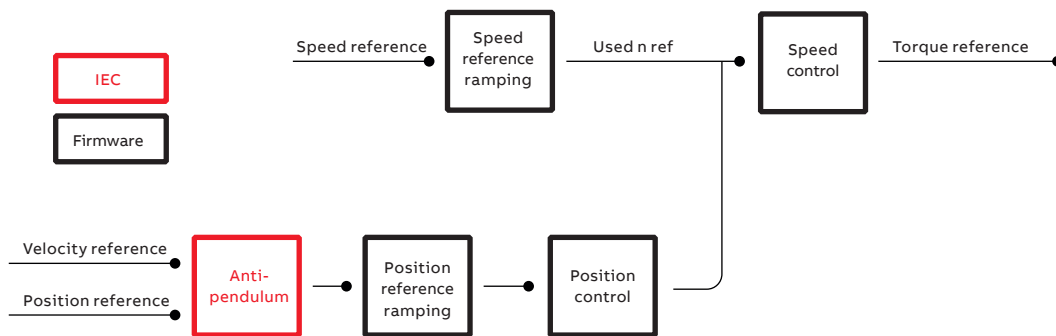 IEC
Firmware
Speed reference
Speed
reference
ramping
Used n ref
Speed
control
Torque reference
Velocity reference
Position reference
Anti-
pendulum
Position
reference
ramping
Position
control